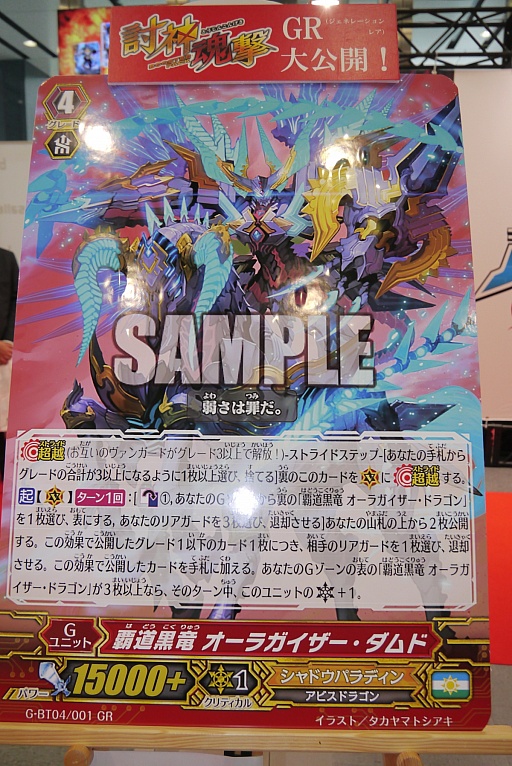 討神魂撃
GR
(ジェネレーション
レア)
大公開!
4
グレード
SAMPLE
弱さは罪だ。
超越(お互いのヴァンガードがグレード3以上で解放!)-ストライドステップ-[あなたの手札から
グレードの合計が3以上になるように1枚以上選び、捨てる]裏のこのカードを(V)に超越する。
起【(V)】ターン1回:[①,あなたのGゾーンから裏の「覇道黒竜 オーラガイザー・ドラゴン」
を1枚選び、表にする,あなたのリアガードを3枚選び、退却させる]あなたの山札の上から2枚公開
する。この効果で公開したグレード1以下のカード1枚につき、相手のリアガードを1枚選び、退却
させる。この効果で公開したカードを手札に加える。あなたのGゾーンの表の「覇道黒竜 オーラガ
イザー・ドラゴン」が3枚以上なら、そのターン中、このユニットの+1。
G
ユニット
はどうこくりゅう
覇道黒竜 オーラガイザー・ダムド
パワー
15000+
1
クリティカル
シャドウパラディン
アビスドラゴン
G-BT04/001 GR
イラスト/タカヤマトシアキ